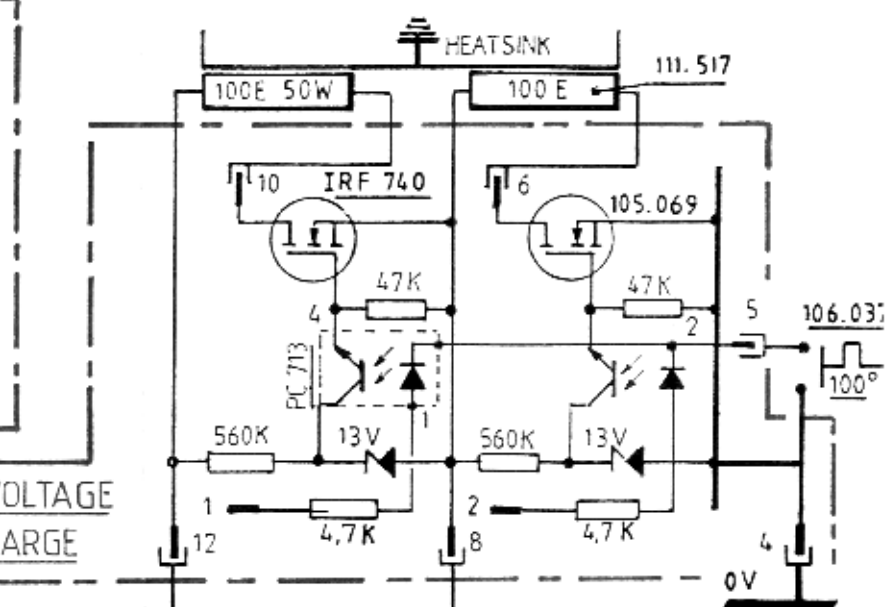 HEATSINK
111.517
100E 50W
100 E
10
IRF 740
6
105.069
47K
47K
4
2
5
106.037
PC 713
100°
1
560K
13V
560K
13V
OLTAGE
1
2
4,7K
4,7K
ARGE
12
8
4
0V